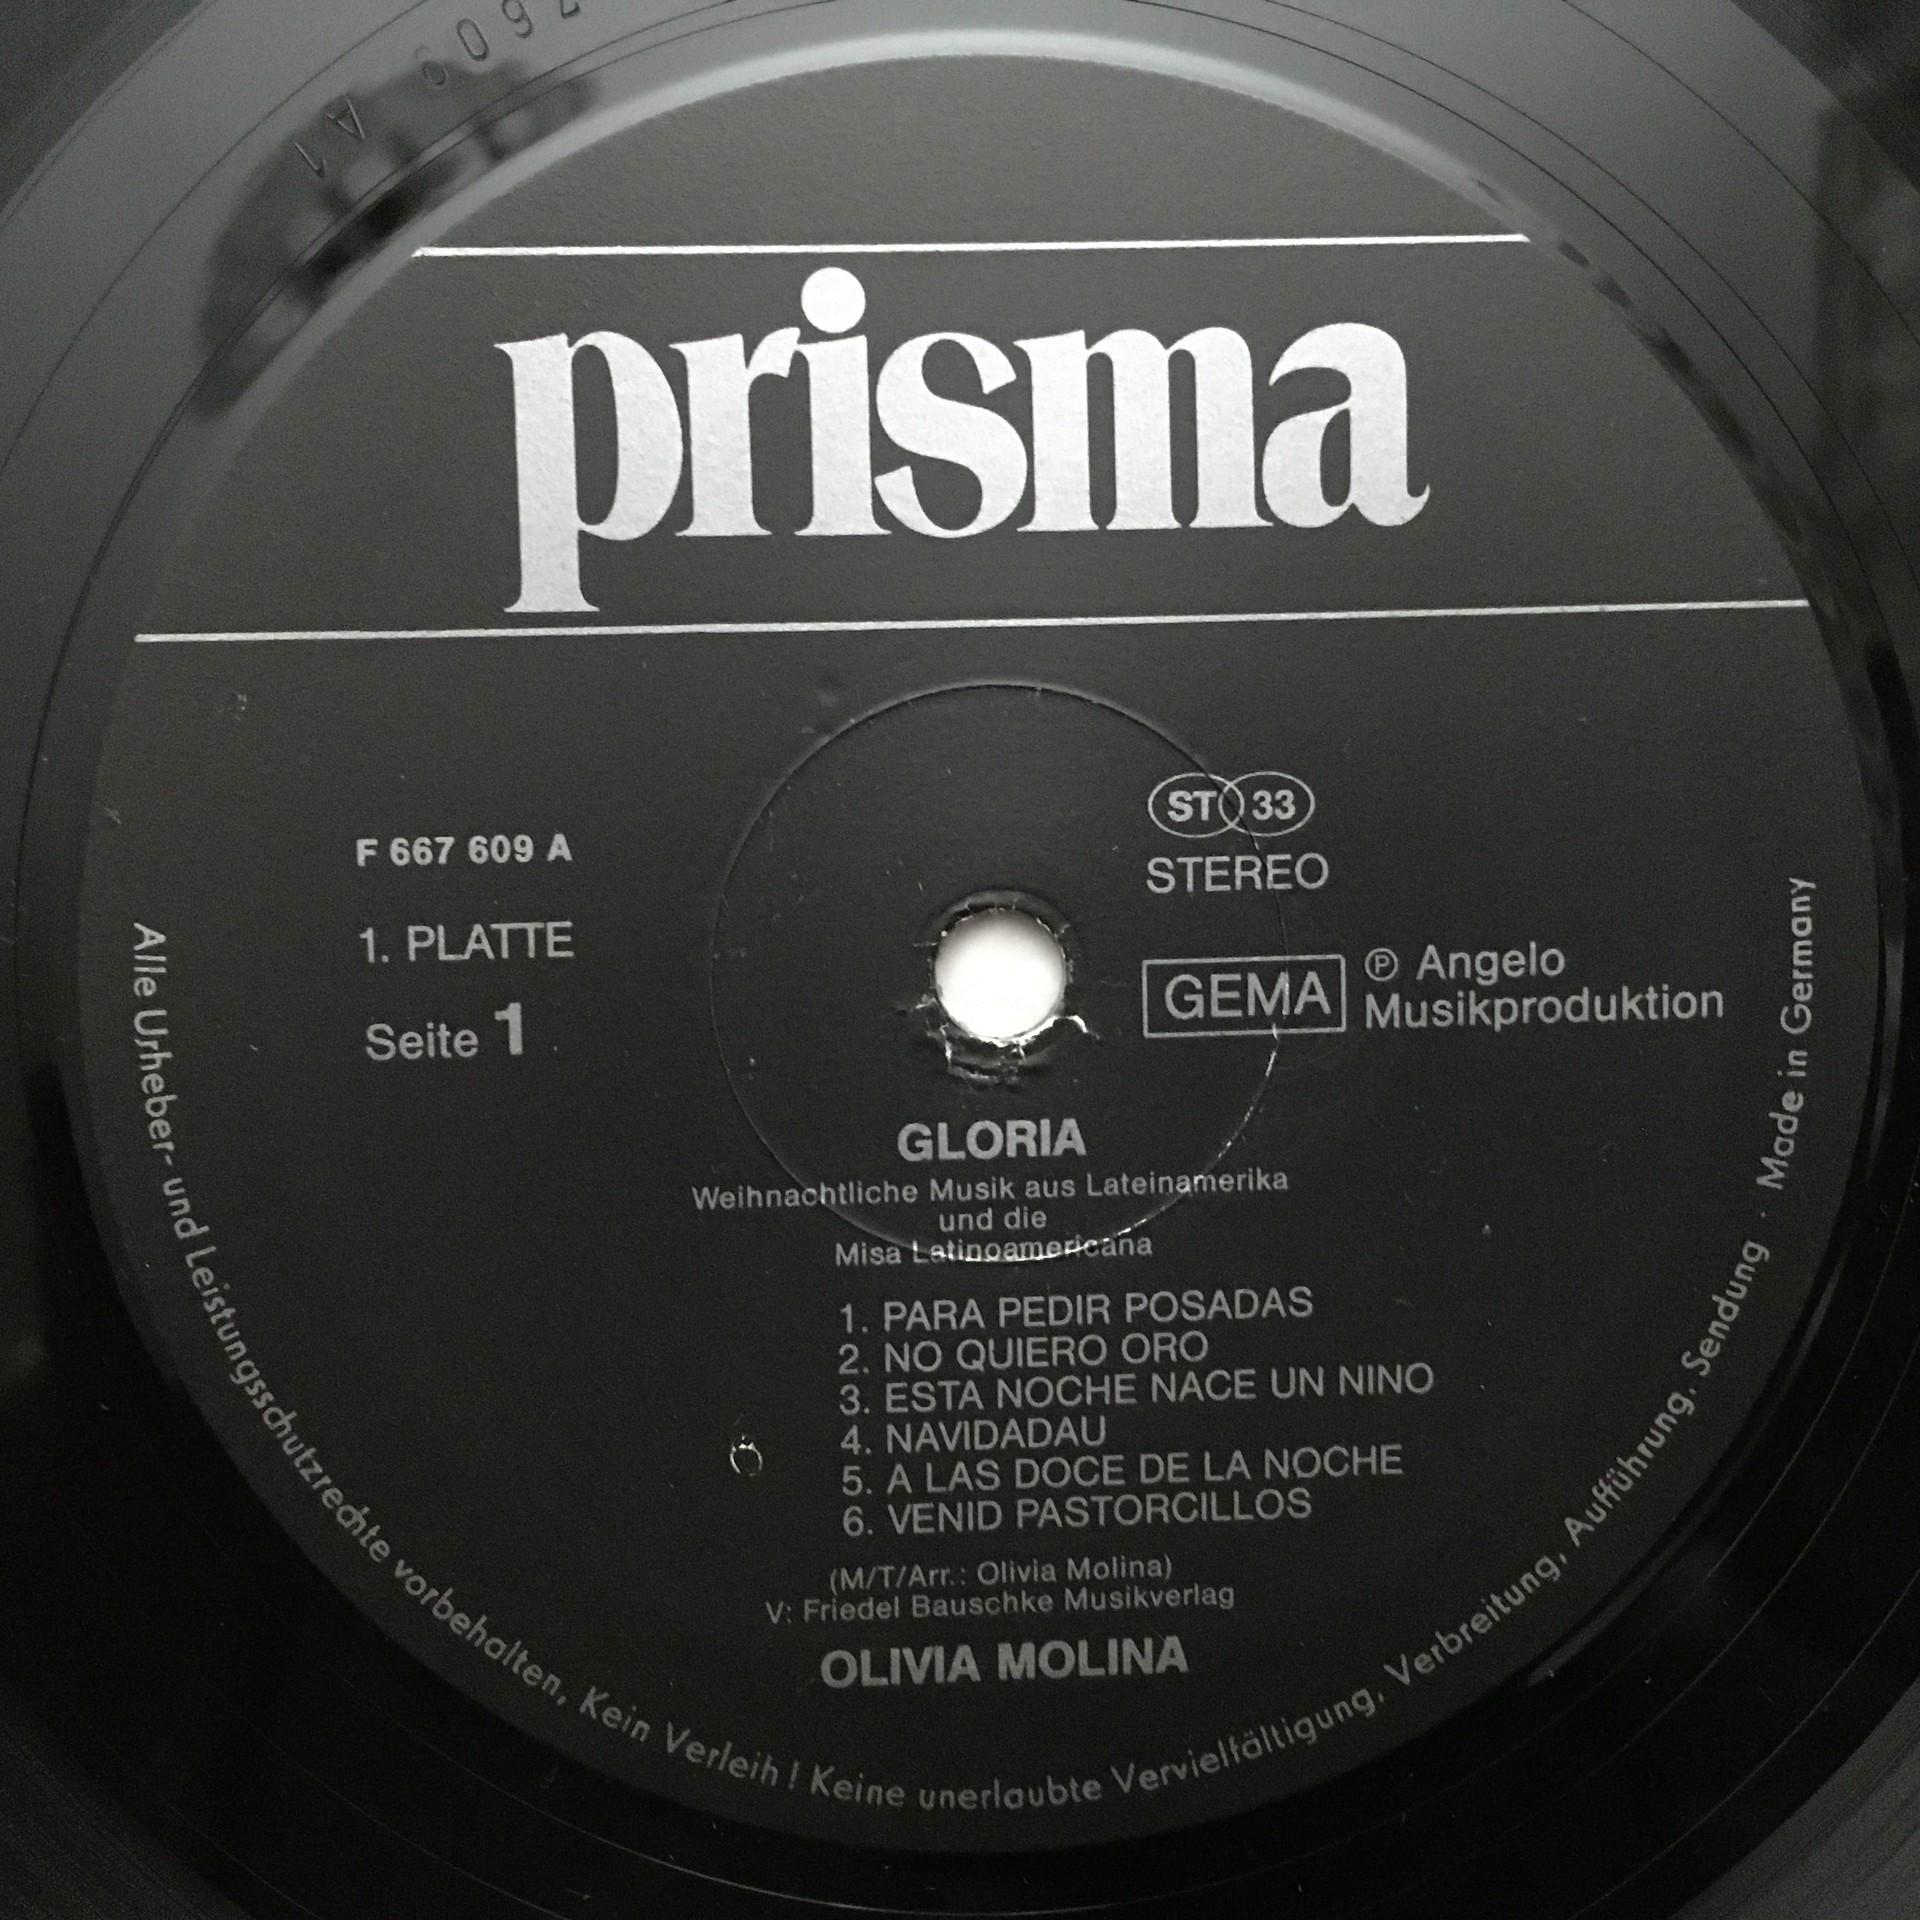 609 A
A1
prisma
ST 33
STEREO
F 667 609 A
1. PLATTE
Seite 1
GEMA
℗ Angelo
Musikproduktion
GLORIA
Weihnachtliche Musik aus Lateinamerika
und die
Misa Latinoamericana
1. PARA PEDIR POSADAS
2. NO QUIERO ORO
3. ESTA NOCHE NACE UN NINO
4. NAVIDADAU
5. A LAS DOCE DE LA NOCHE
6. VENID PASTORCILLOS
(M/T/Arr.: Olivia Molina)
V: Friedel Bauschke Musikverlag
OLIVIA MOLINA
Alle Urheber- und Leistungsschutzrechte vorbehalten, Kein Verleih! Keine unerlaubte Vervielfältigung, Verbreitung, Aufführung, Sendung · Made in Germany